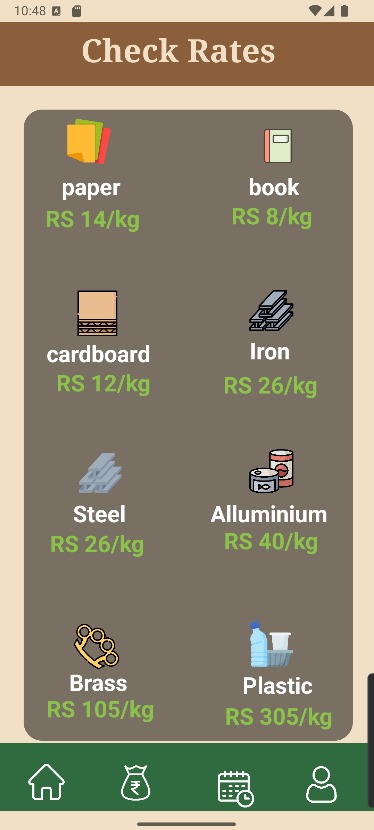 10:48
Check Rates
paper
RS 14/kg
book
RS 8/kg
cardboard
RS 12/kg
Iron
RS 26/kg
Steel
RS 26/kg
Alluminium
RS 40/kg
Brass
RS 105/kg
Plastic
RS 305/kg